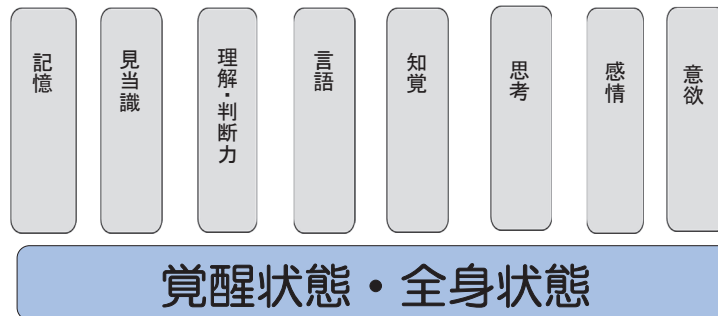 記憶
見当識
理解・判断力
言語
知覚
思考
感情
意欲
覚醒状態・全身状態